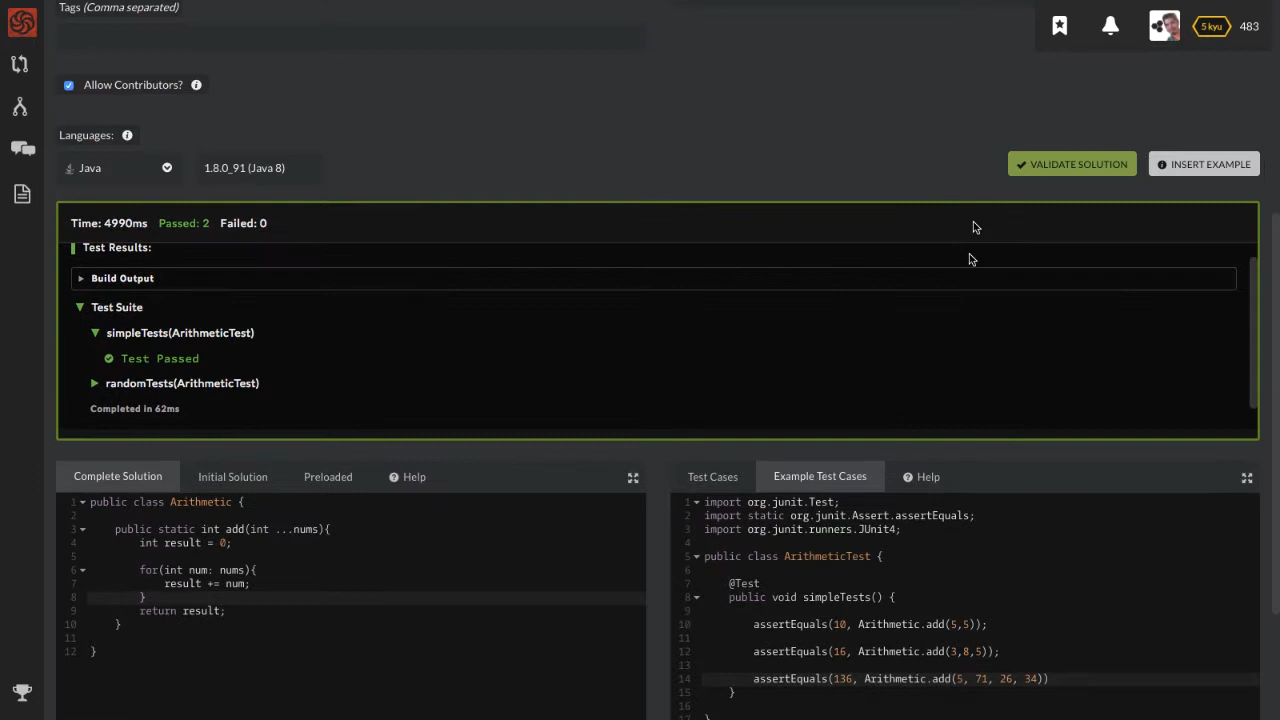 Tags (Comma separated)
5 kyu 483
Allow Contributors?
Languages:
Java 1.8.0_91 (Java 8)
VALIDATE SOLUTION INSERT EXAMPLE
Time: 4990ms Passed: 2 Failed: 0
Test Results:
Build Output
Test Suite
simpleTests(ArithmeticTest)
Test Passed
randomTests(ArithmeticTest)
Completed in 62ms
Complete Solution Initial Solution Preloaded Help
1 public class Arithmetic {
2
3 public static int add(int ...nums){
4 int result = 0;
5
6 for(int num: nums){
7 result += num;
8 }
9 return result;
10 }
11
12 }
Test Cases Example Test Cases Help
1 import org.junit.Test;
2 import static org.junit.Assert.assertEquals;
3 import org.junit.runners.JUnit4;
4
5 public class ArithmeticTest {
6
7 @Test
8 public void simpleTests() {
9
10 assertEquals(10, Arithmetic.add(5,5));
11
12 assertEquals(16, Arithmetic.add(3,8,5));
13
14 assertEquals(136, Arithmetic.add(5, 71, 26, 34))
15 }
16
17 }